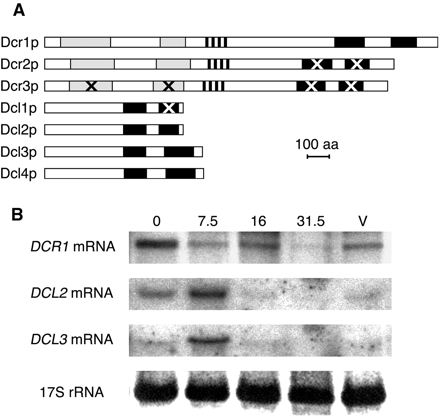 A
Dcr1p
Dcr2p
Dcr3p
Dcl1p
Dcl2p
Dcl3p
Dcl4p
100 aa
B
0 7.5 16 31.5 V
DCR1 mRNA
DCL2 mRNA
DCL3 mRNA
17S rRNA